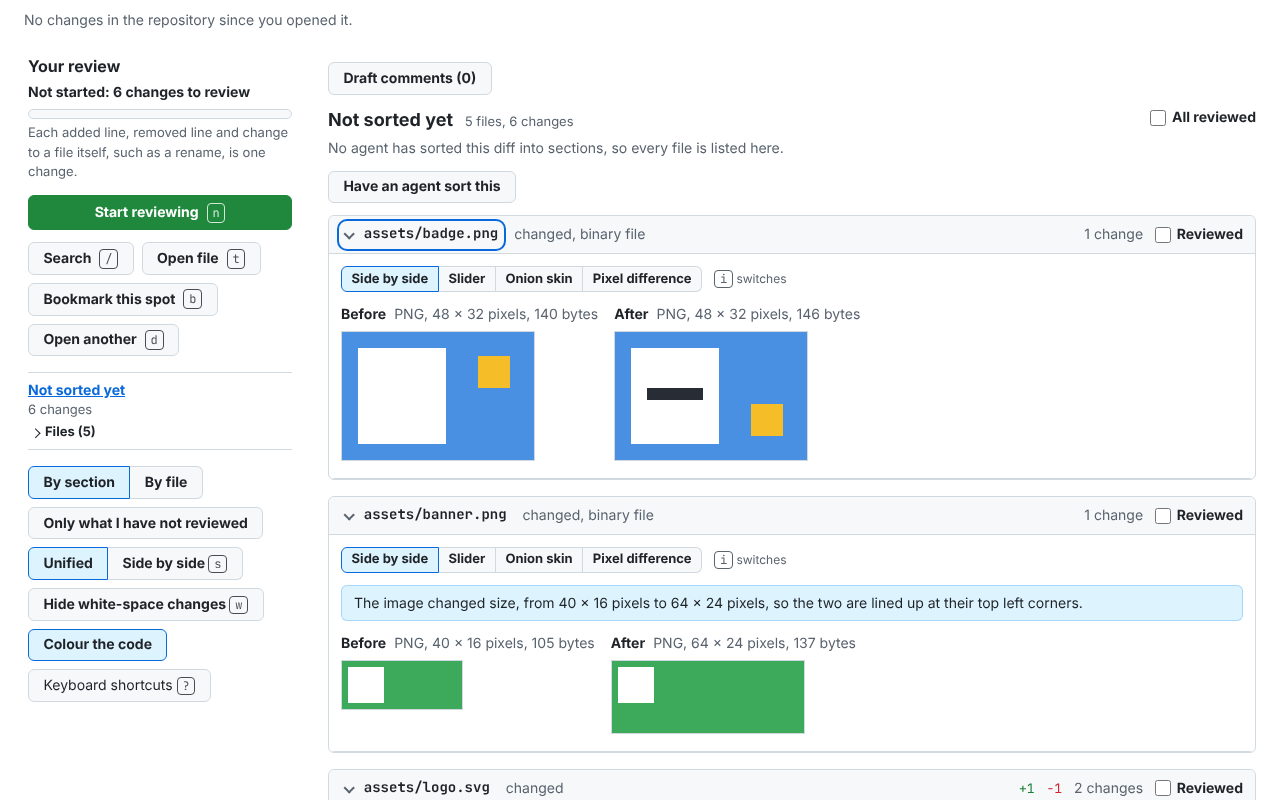 No changes in the repository since you opened it.
Your review
Not started: 6 changes to review
Each added line, removed line and change
to a file itself, such as a rename, is one
change.
Start reviewing n
Search / Open file t
Bookmark this spot b
Open another d
Not sorted yet
6 changes
Files (5)
By section By file
Only what I have not reviewed
Unified Side by side s
Hide white-space changes w
Colour the code
Keyboard shortcuts ?
Draft comments (0)
Not sorted yet 5 files, 6 changes All reviewed
No agent has sorted this diff into sections, so every file is listed here.
Have an agent sort this
assets/badge.png changed, binary file 1 change Reviewed
Side by side Slider Onion skin Pixel difference i switches
Before PNG, 48 × 32 pixels, 140 bytes After PNG, 48 × 32 pixels, 146 bytes
assets/banner.png changed, binary file 1 change Reviewed
Side by side Slider Onion skin Pixel difference i switches
The image changed size, from 40 × 16 pixels to 64 × 24 pixels, so the two are lined up at their top left corners.
Before PNG, 40 × 16 pixels, 105 bytes After PNG, 64 × 24 pixels, 137 bytes
assets/logo.svg changed +1 -1 2 changes Reviewed